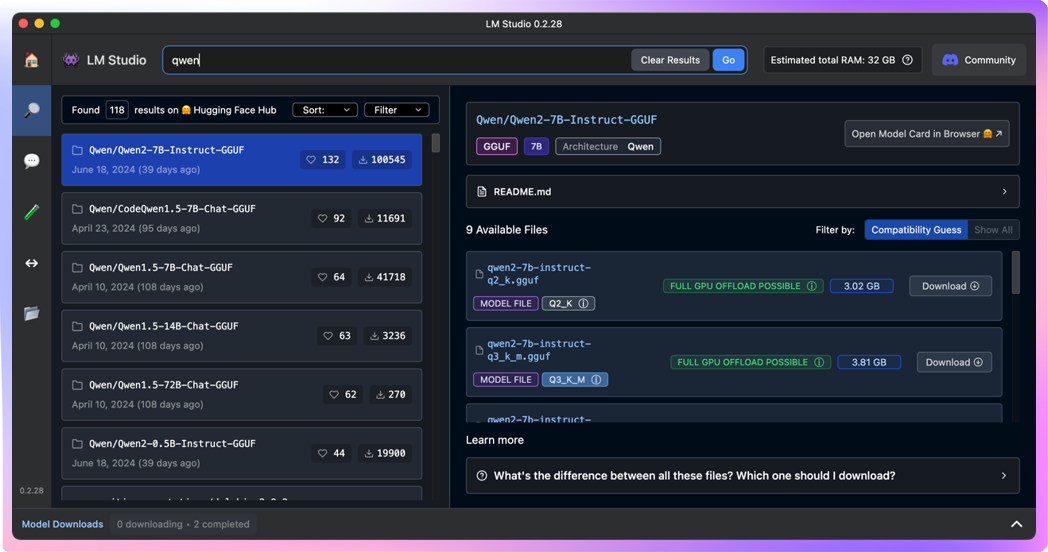 LM Studio 0.2.28
LM Studio
qwen
Clear Results
Go
Estimated total RAM: 32 GB
Community
Found 118 results on 🤗 Hugging Face Hub
Sort:
Filter
Qwen/Qwen2-7B-Instruct-GGUF
132
100545
June 18, 2024 (39 days ago)
Qwen/CodeQwen1.5-7B-Chat-GGUF
92
11691
April 23, 2024 (95 days ago)
Qwen/Qwen1.5-7B-Chat-GGUF
64
41718
April 10, 2024 (108 days ago)
Qwen/Qwen1.5-14B-Chat-GGUF
63
3236
April 10, 2024 (108 days ago)
Qwen/Qwen1.5-72B-Chat-GGUF
62
270
April 10, 2024 (108 days ago)
Qwen/Qwen2-0.5B-Instruct-GGUF
44
19900
June 18, 2024 (39 days ago)
0.2.28
Qwen/Qwen2-7B-Instruct-GGUF
GGUF
7B
Architecture Qwen
Open Model Card in Browser 🤗 ↗
README.md
9 Available Files
Filter by:
Compatibility Guess
Show All
qwen2-7b-instruct-
q2_k.gguf
FULL GPU OFFLOAD POSSIBLE
3.02 GB
Download
MODEL FILE
Q2_K
qwen2-7b-instruct-
q3_k_m.gguf
FULL GPU OFFLOAD POSSIBLE
3.81 GB
Download
MODEL FILE
Q3_K_M
qwen2-7b-instruct-
Learn more
What's the difference between all these files? Which one should I download?
Model Downloads
0 downloading • 2 completed